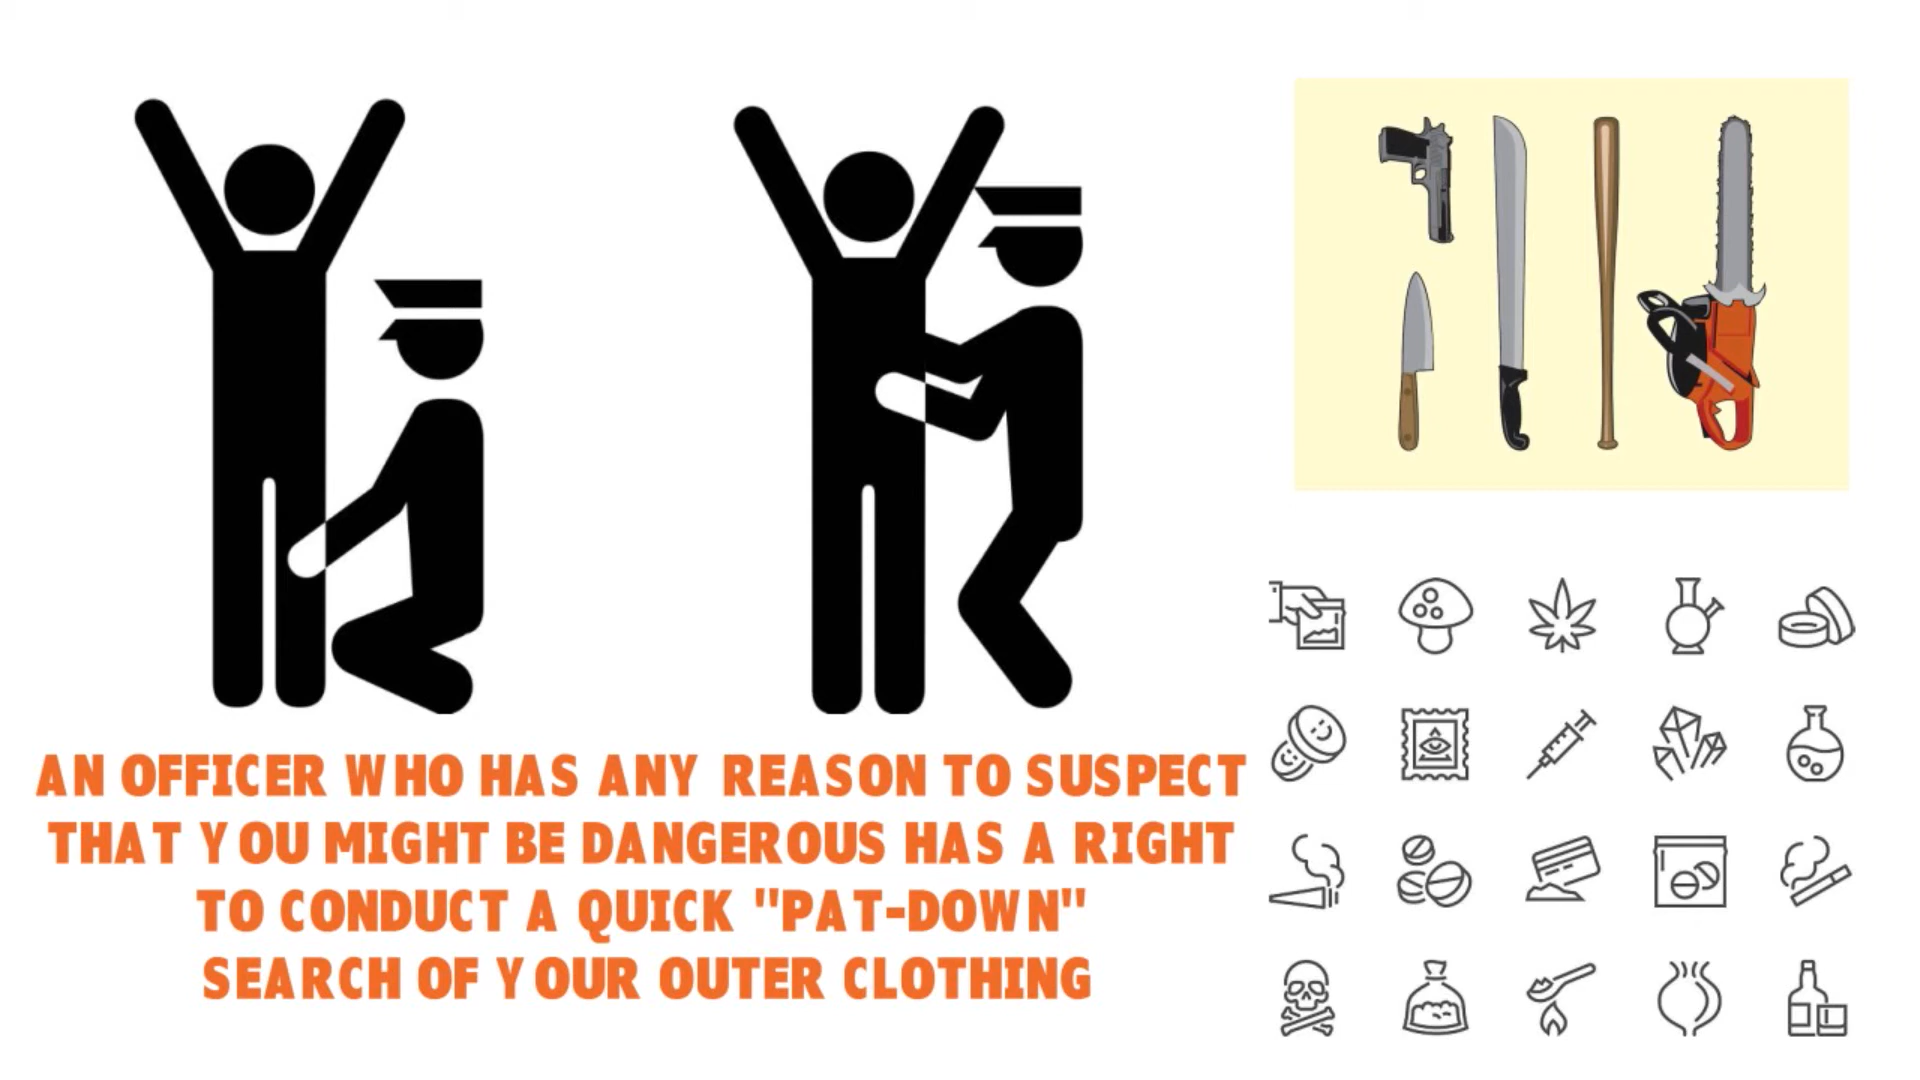 AN OFFICER WHO HAS ANY REASON TO SUSPECT
THAT YOU MIGHT BE DANGEROUS HAS A RIGHT
TO CONDUCT A QUICK "PAT-DOWN"
SEARCH OF YOUR OUTER CLOTHING